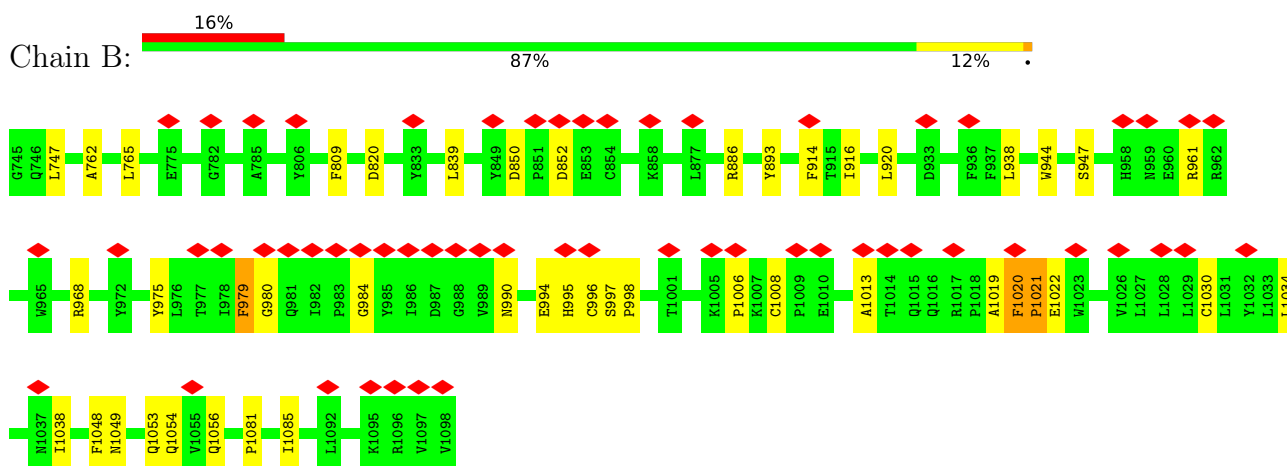 16%
Chain B:
87% 12% •
G745 Q746 L747 A762 L765 E775 G782 A785 Y806 F809 D820 Y833 L839 Y849 D850 P851 D852 E853 C854 K858 L877 R886 Y893 F914 T915 I916 L920 D933 F936 F937 L938 W944 S947 H958 N959 E960 R961 R962
W965 R968 Y972 Y975 L976 T977 I978 F979 G980 Q981 I982 P983 G984 Y985 I986 D987 G988 V989 N990 E994 H995 C996 S997 P998 T1001 K1005 P1006 K1007 C1008 P1009 E1010 A1013 T1014 Q1015 Q1016 R1017 P1018 A1019 F1020 P1021 E1022 W1023 V1026 L1027 L1028 L1029 C1030 L1031 Y1032 L1033
N1037 I1038 F1048 N1049 Q1053 Q1054 V1055 Q1056 P1081 I1085 L1092 K1095 R1096 V1097 V1098